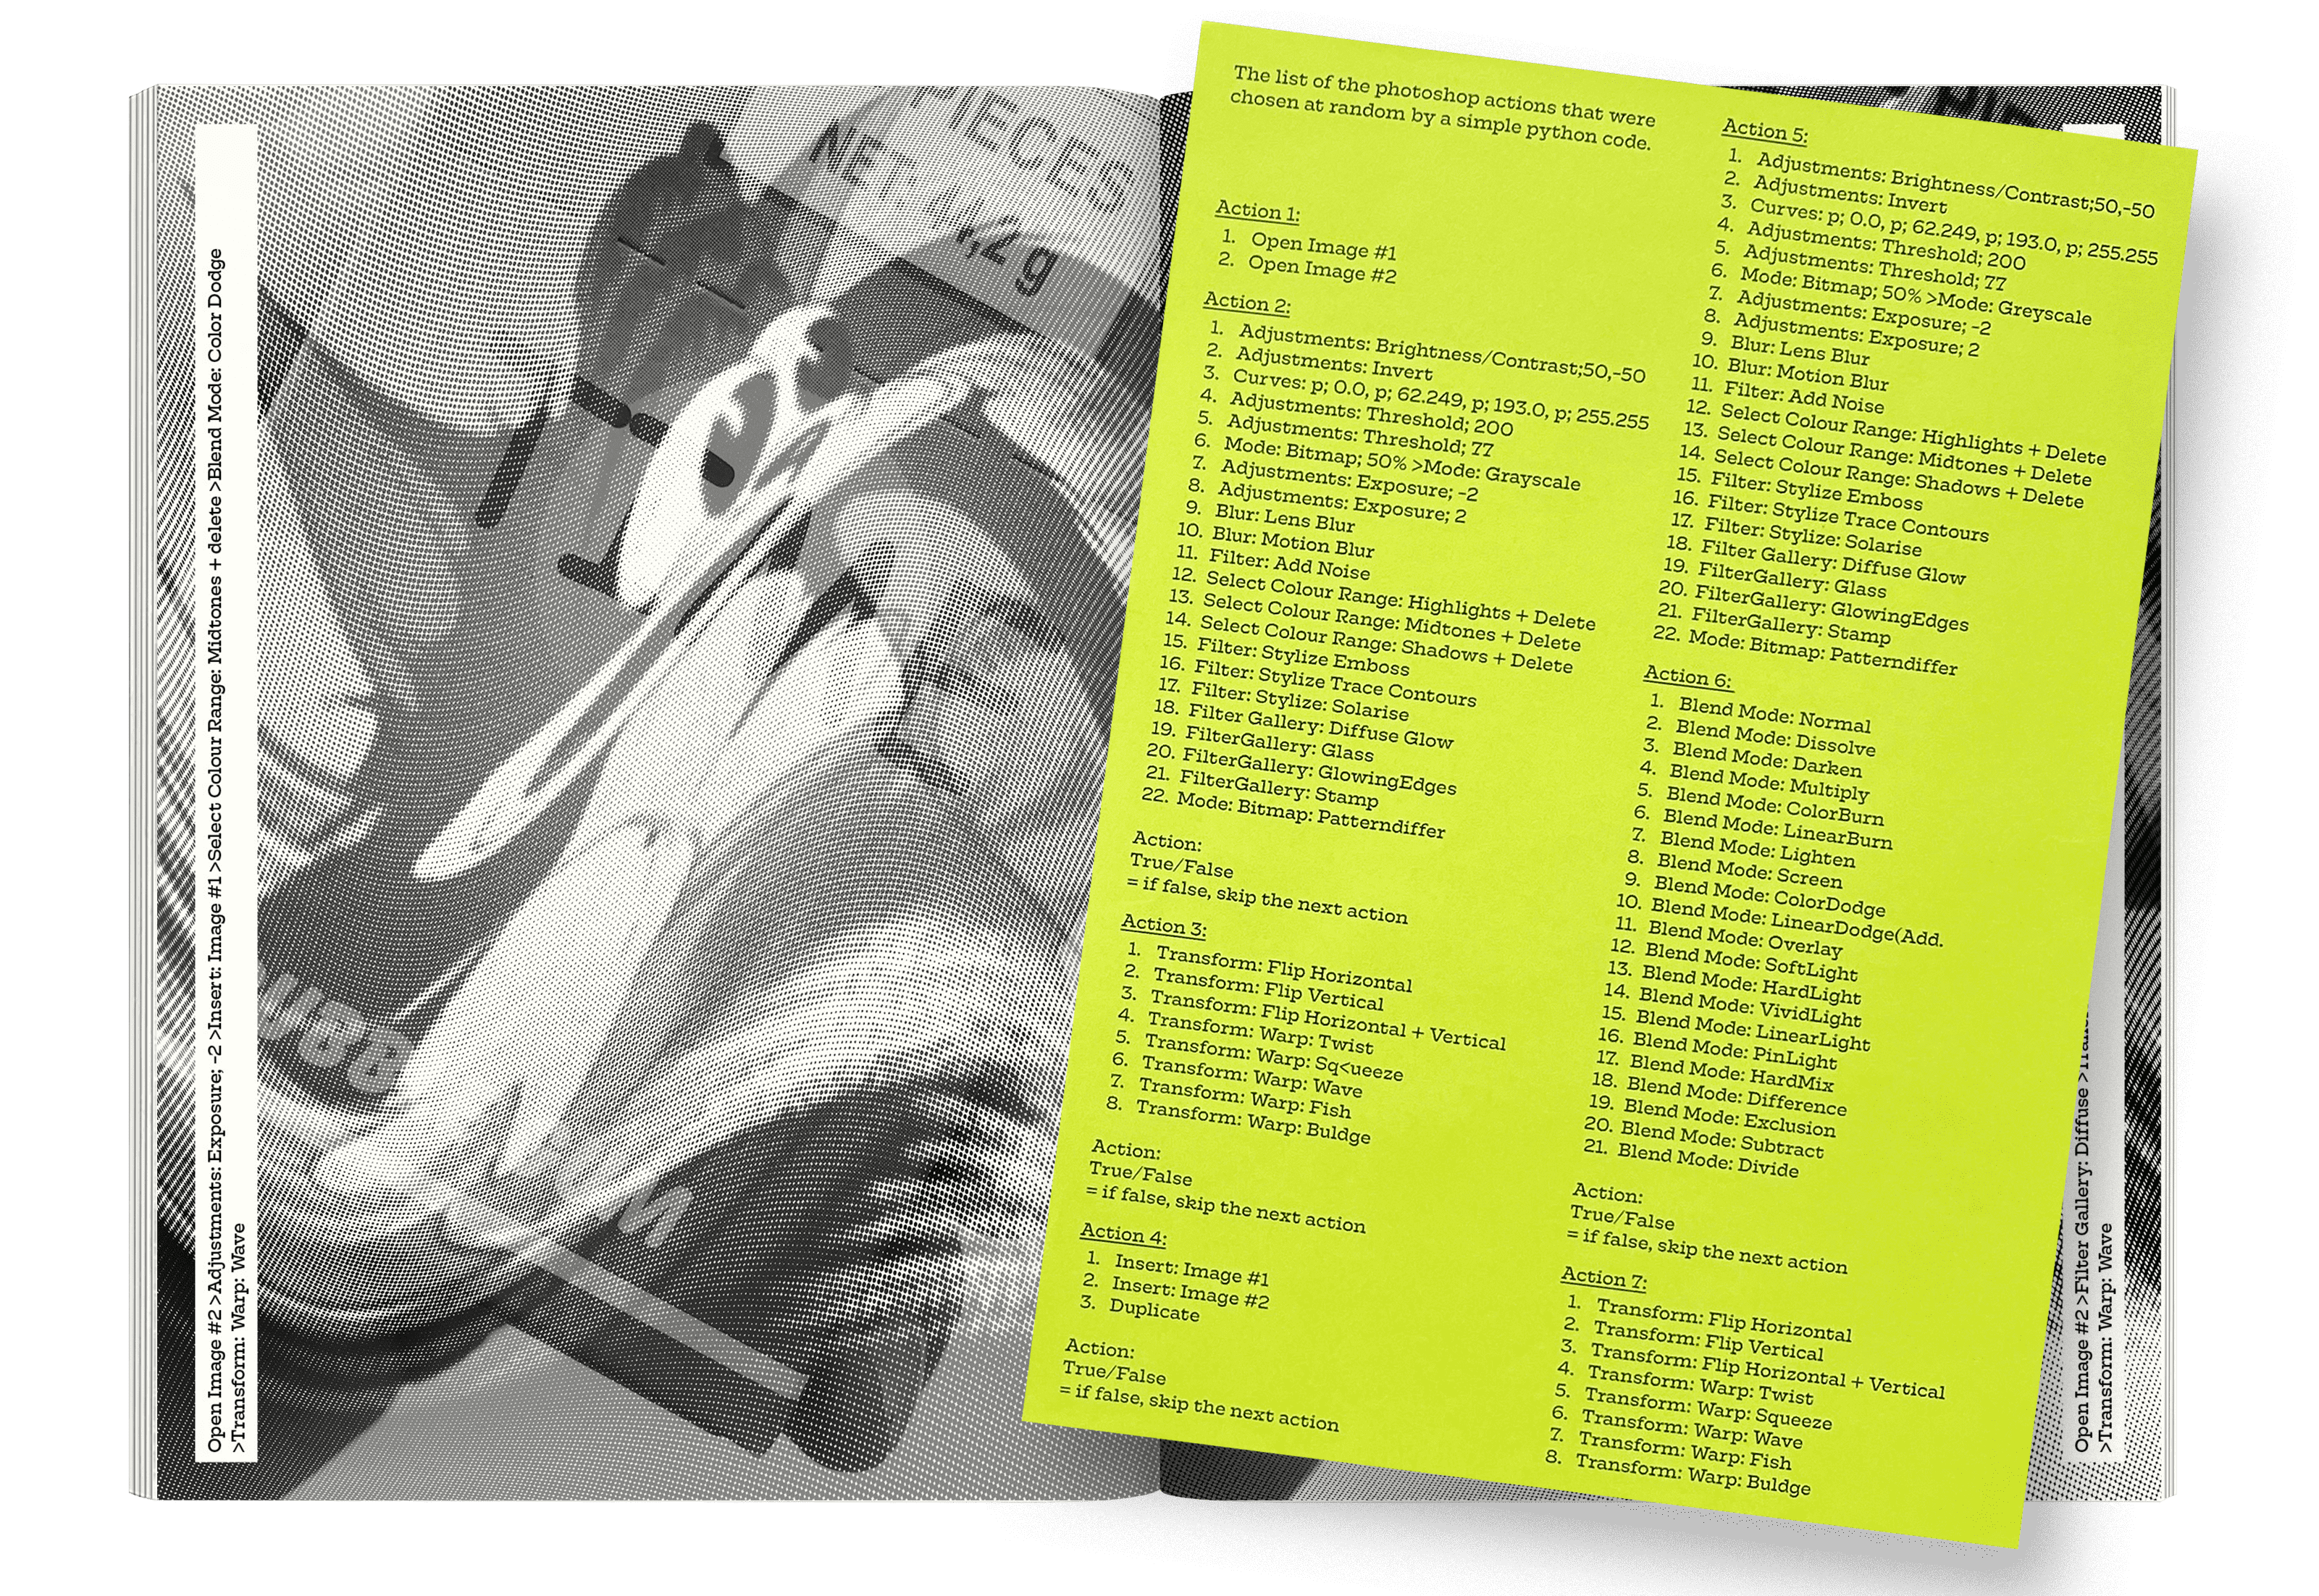 Open Image #2 >Adjustments: Exposure; -2 >Insert: Image #1 >Select Colour Range: Midtones + delete >Blend Mode: Color Dodge
>Transform: Warp: Wave
PIECES
NET
g
The list of the photoshop actions that were
chosen at random by a simple python code.
Action 1:
1. Open Image #1
2. Open Image #2
Action 2:
1. Adjustments: Brightness/Contrast;50,-50
2. Adjustments: Invert
3. Curves: p; 0.0, p; 62.249, p; 193.0, p; 255.255
4. Adjustments: Threshold; 200
5. Adjustments: Threshold; 77
6. Mode: Bitmap; 50% >Mode: Grayscale
7. Adjustments: Exposure; -2
8. Adjustments: Exposure; 2
9. Blur: Lens Blur
10. Blur: Motion Blur
11. Filter: Add Noise
12. Select Colour Range: Highlights + Delete
13. Select Colour Range: Midtones + Delete
14. Select Colour Range: Shadows + Delete
15. Filter: Stylize Emboss
16. Filter: Stylize Trace Contours
17. Filter: Stylize: Solarise
18. Filter Gallery: Diffuse Glow
19. FilterGallery: Glass
20. FilterGallery: GlowingEdges
21. FilterGallery: Stamp
22. Mode: Bitmap: Patterndiffer
Action:
True/False
= if false, skip the next action
Action 3:
1. Transform: Flip Horizontal
2. Transform: Flip Vertical
3. Transform: Flip Horizontal + Vertical
4. Transform: Warp: Twist
5. Transform: Warp: Sq<ueeze
6. Transform: Warp: Wave
7. Transform: Warp: Fish
8. Transform: Warp: Buldge
Action:
True/False
= if false, skip the next action
Action 4:
1. Insert: Image #1
2. Insert: Image #2
3. Duplicate
Action:
True/False
= if false, skip the next action
Action 5:
1. Adjustments: Brightness/Contrast;50,-50
2. Adjustments: Invert
3. Curves: p; 0.0, p; 62.249, p; 193.0, p; 255.255
4. Adjustments: Threshold; 200
5. Adjustments: Threshold; 77
6. Mode: Bitmap; 50% >Mode: Greyscale
7. Adjustments: Exposure; -2
8. Adjustments: Exposure; 2
9. Blur: Lens Blur
10. Blur: Motion Blur
11. Filter: Add Noise
12. Select Colour Range: Highlights + Delete
13. Select Colour Range: Midtones + Delete
14. Select Colour Range: Shadows + Delete
15. Filter: Stylize Emboss
16. Filter: Stylize Trace Contours
17. Filter: Stylize: Solarise
18. Filter Gallery: Diffuse Glow
19. FilterGallery: Glass
20. FilterGallery: GlowingEdges
21. FilterGallery: Stamp
22. Mode: Bitmap: Patterndiffer
Action 6:
1. Blend Mode: Normal
2. Blend Mode: Dissolve
3. Blend Mode: Darken
4. Blend Mode: Multiply
5. Blend Mode: ColorBurn
6. Blend Mode: LinearBurn
7. Blend Mode: Lighten
8. Blend Mode: Screen
9. Blend Mode: ColorDodge
10. Blend Mode: LinearDodge(Add.
11. Blend Mode: Overlay
12. Blend Mode: SoftLight
13. Blend Mode: HardLight
14. Blend Mode: VividLight
15. Blend Mode: LinearLight
16. Blend Mode: PinLight
17. Blend Mode: HardMix
18. Blend Mode: Difference
19. Blend Mode: Exclusion
20. Blend Mode: Subtract
21. Blend Mode: Divide
Action:
True/False
= if false, skip the next action
Action 7:
1. Transform: Flip Horizontal
2. Transform: Flip Vertical
3. Transform: Flip Horizontal + Vertical
4. Transform: Warp: Twist
5. Transform: Warp: Squeeze
6. Transform: Warp: Wave
7. Transform: Warp: Fish
8. Transform: Warp: Buldge
Open Image #2 >Filter Gallery: Diffuse
>Transform: Warp: Wave